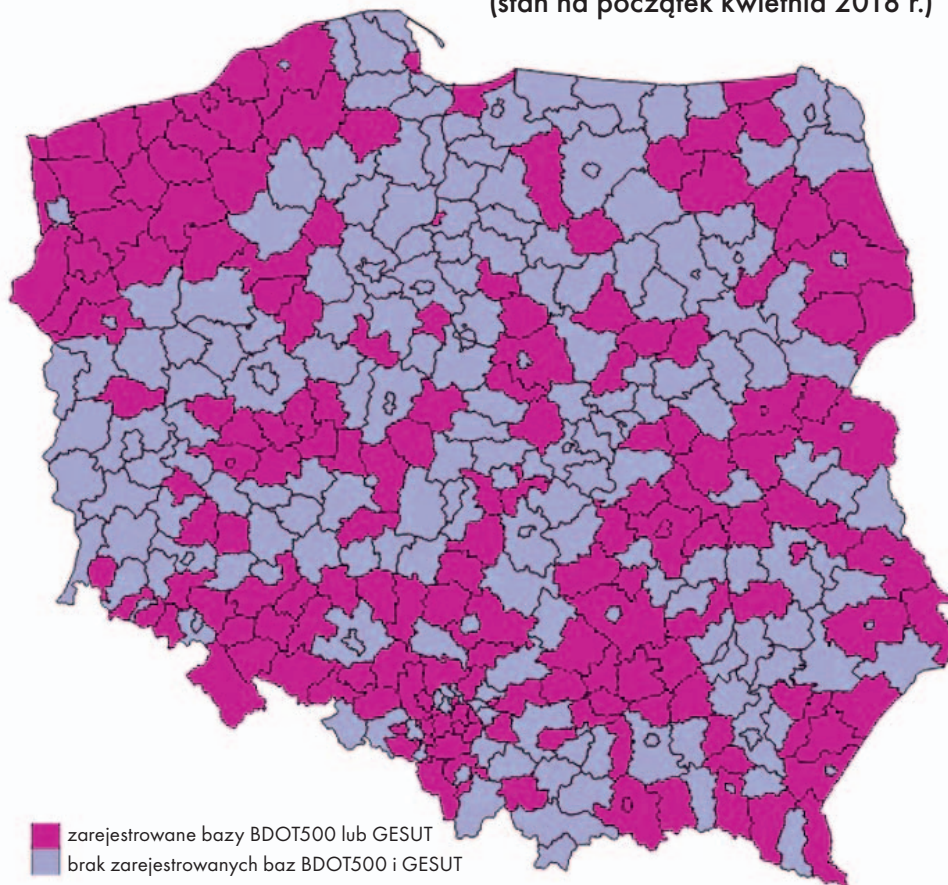 (stan na początek kwietnia 2018 r.)
zarejestrowane bazy BDOT500 lub GESUT
brak zarejestrowanych baz BDOT500 i GESUT